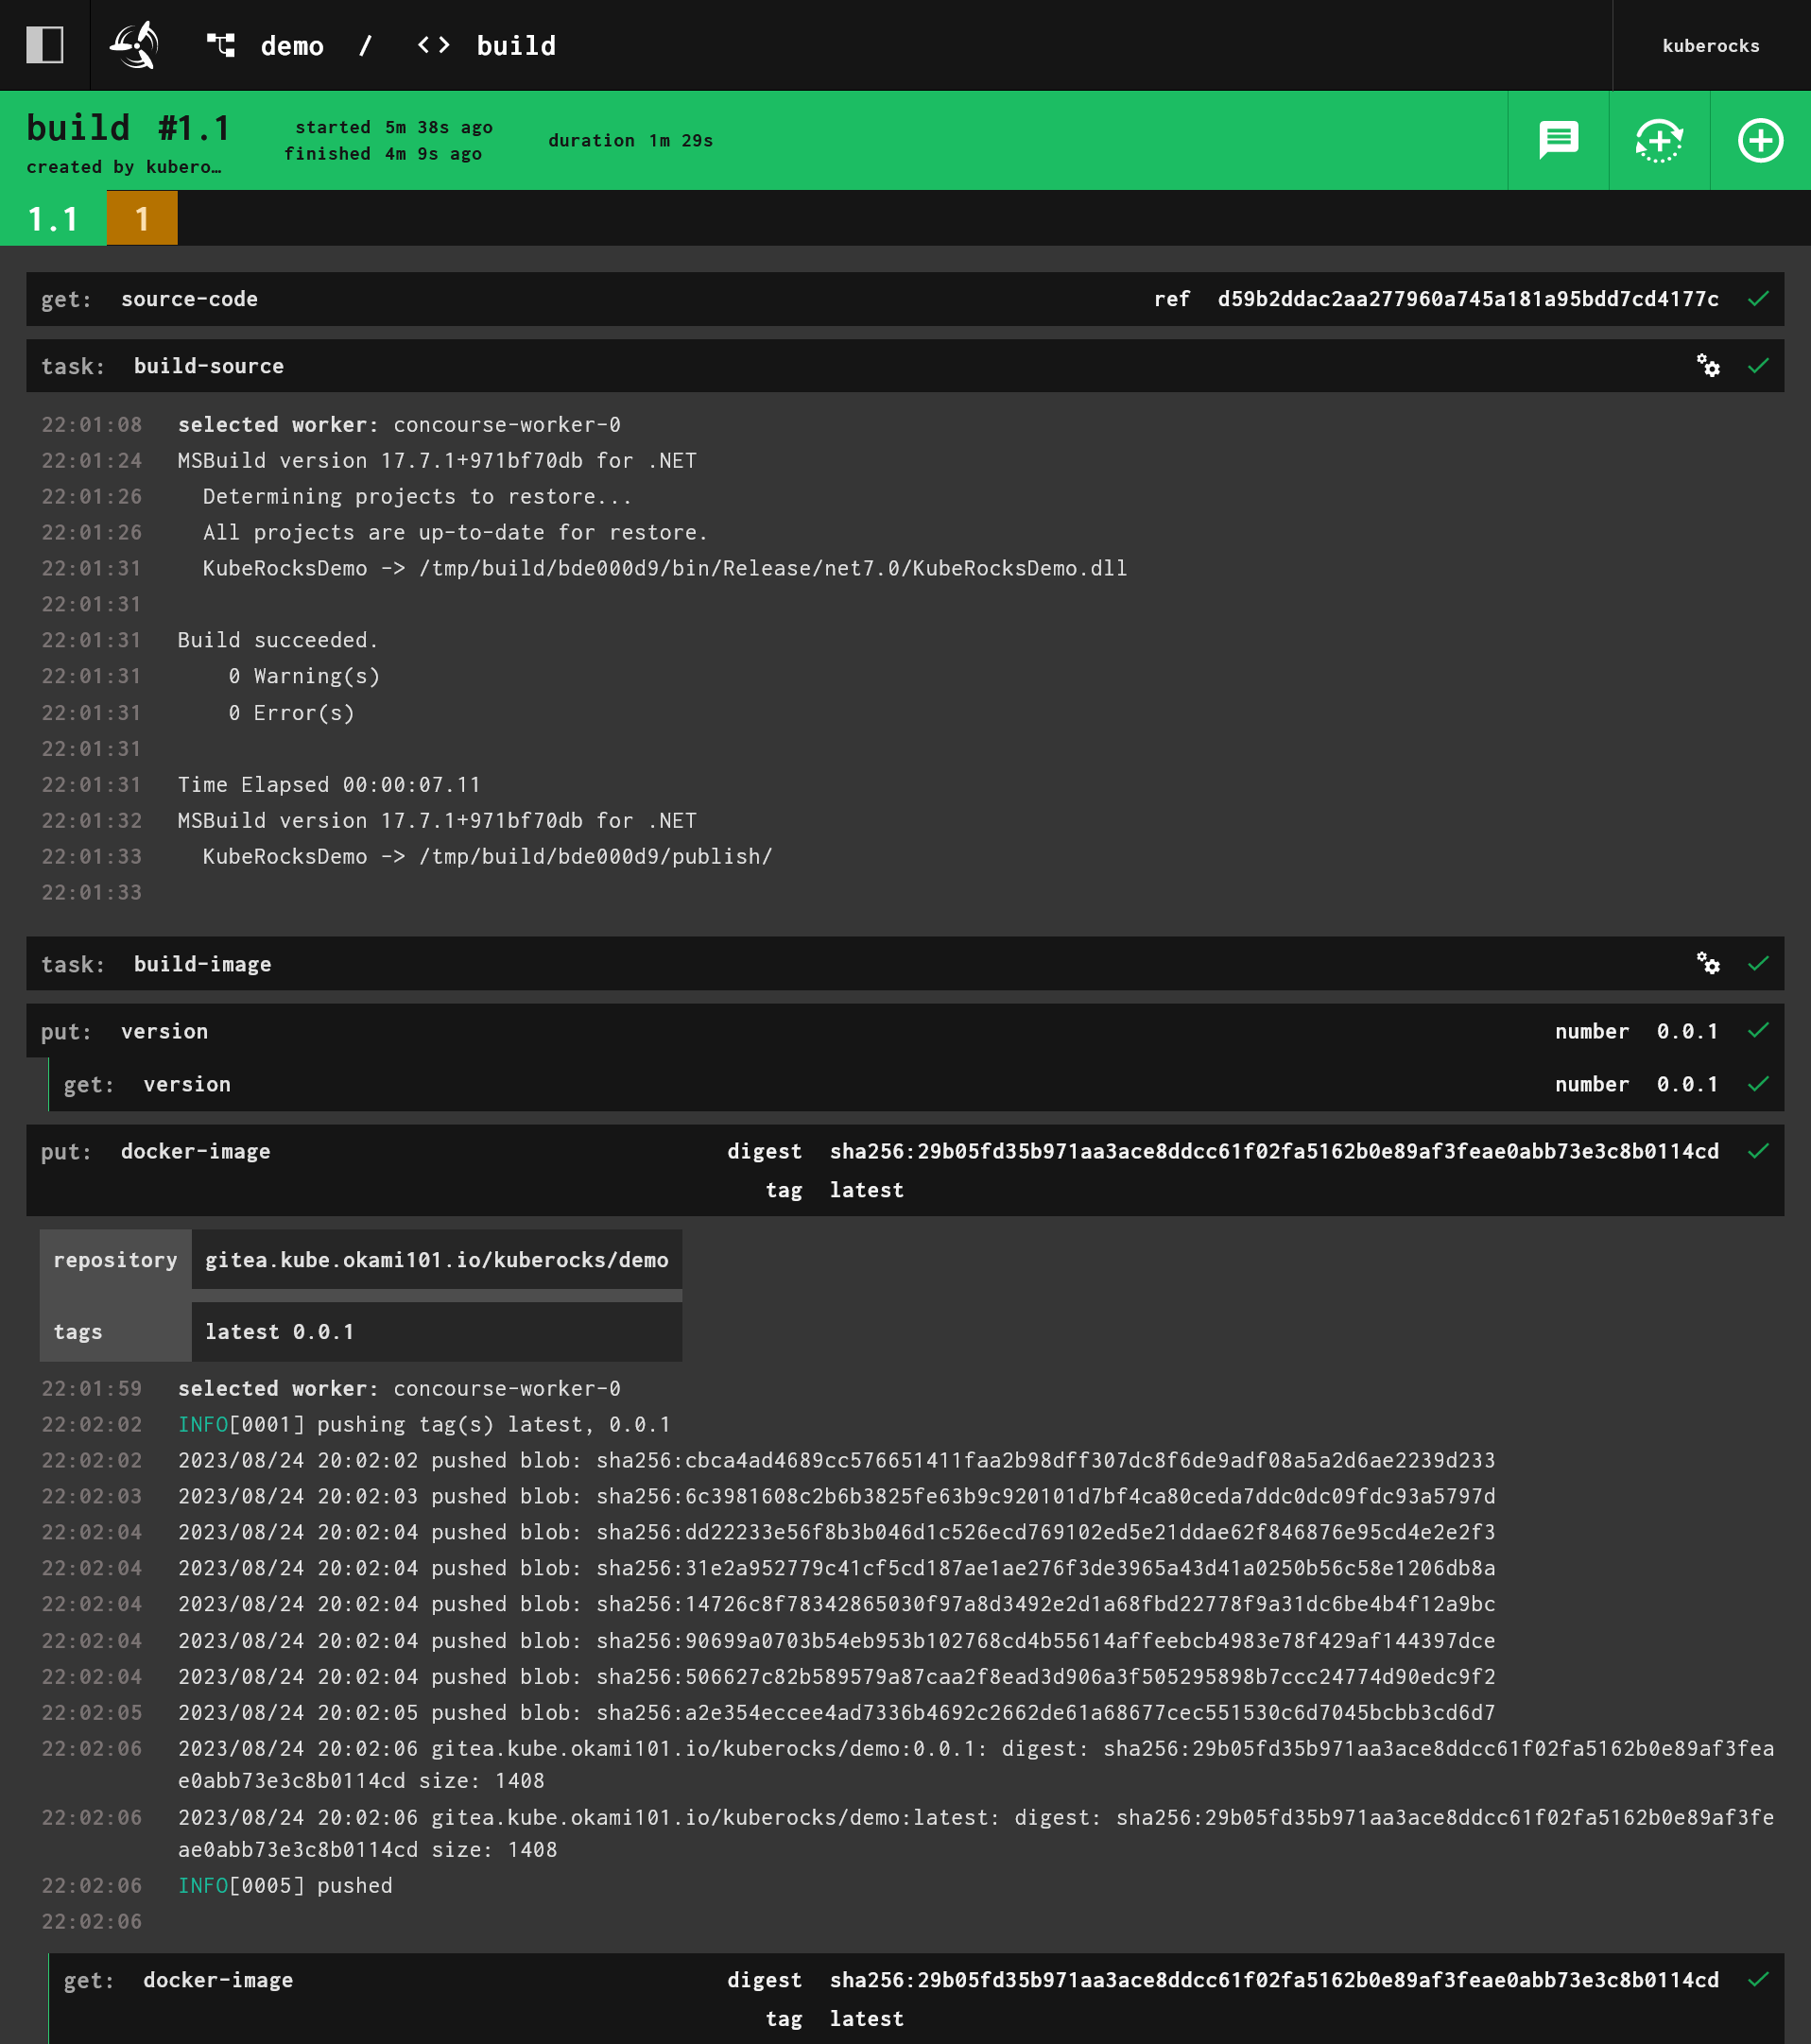 demo / build kuberocks
build #1.1
created by kubero…
started 5m 38s ago
finished 4m 9s ago
duration 1m 29s
1.1 1
get: source-code ref d59b2ddac2aa277960a745a181a95bdd7cd4177c
task: build-source
22:01:08 selected worker: concourse-worker-0
22:01:24 MSBuild version 17.7.1+971bf70db for .NET
22:01:26 Determining projects to restore...
22:01:26 All projects are up-to-date for restore.
22:01:31 KubeRocksDemo -> /tmp/build/bde000d9/bin/Release/net7.0/KubeRocksDemo.dll
22:01:31
22:01:31 Build succeeded.
22:01:31 0 Warning(s)
22:01:31 0 Error(s)
22:01:31
22:01:31 Time Elapsed 00:00:07.11
22:01:32 MSBuild version 17.7.1+971bf70db for .NET
22:01:33 KubeRocksDemo -> /tmp/build/bde000d9/publish/
22:01:33
task: build-image
put: version number 0.0.1
get: version number 0.0.1
put: docker-image digest sha256:29b05fd35b971aa3ace8ddcc61f02fa5162b0e89af3feae0abb73e3c8b0114cd
tag latest
repository gitea.kube.okami101.io/kuberocks/demo
tags latest 0.0.1
22:01:59 selected worker: concourse-worker-0
22:02:02 INFO[0001] pushing tag(s) latest, 0.0.1
22:02:02 2023/08/24 20:02:02 pushed blob: sha256:cbca4ad4689cc576651411faa2b98dff307dc8f6de9adf08a5a2d6ae2239d233
22:02:03 2023/08/24 20:02:03 pushed blob: sha256:6c3981608c2b6b3825fe63b9c920101d7bf4ca80ceda7ddc0dc09fdc93a5797d
22:02:04 2023/08/24 20:02:04 pushed blob: sha256:dd22233e56f8b3b046d1c526ecd769102ed5e21ddae62f846876e95cd4e2e2f3
22:02:04 2023/08/24 20:02:04 pushed blob: sha256:31e2a952779c41cf5cd187ae1ae276f3de3965a43d41a0250b56c58e1206db8a
22:02:04 2023/08/24 20:02:04 pushed blob: sha256:14726c8f78342865030f97a8d3492e2d1a68fbd22778f9a31dc6be4b4f12a9bc
22:02:04 2023/08/24 20:02:04 pushed blob: sha256:90699a0703b54eb953b102768cd4b55614affeebcb4983e78f429af144397dce
22:02:04 2023/08/24 20:02:04 pushed blob: sha256:506627c82b589579a87caa2f8ead3d906a3f505295898b7ccc24774d90edc9f2
22:02:05 2023/08/24 20:02:05 pushed blob: sha256:a2e354eccee4ad7336b4692c2662de61a68677cec551530c6d7045bcbb3cd6d7
22:02:06 2023/08/24 20:02:06 gitea.kube.okami101.io/kuberocks/demo:0.0.1: digest: sha256:29b05fd35b971aa3ace8ddcc61f02fa5162b0e89af3fea
e0abb73e3c8b0114cd size: 1408
22:02:06 2023/08/24 20:02:06 gitea.kube.okami101.io/kuberocks/demo:latest: digest: sha256:29b05fd35b971aa3ace8ddcc61f02fa5162b0e89af3fe
ae0abb73e3c8b0114cd size: 1408
22:02:06 INFO[0005] pushed
22:02:06
get: docker-image digest sha256:29b05fd35b971aa3ace8ddcc61f02fa5162b0e89af3feae0abb73e3c8b0114cd
tag latest